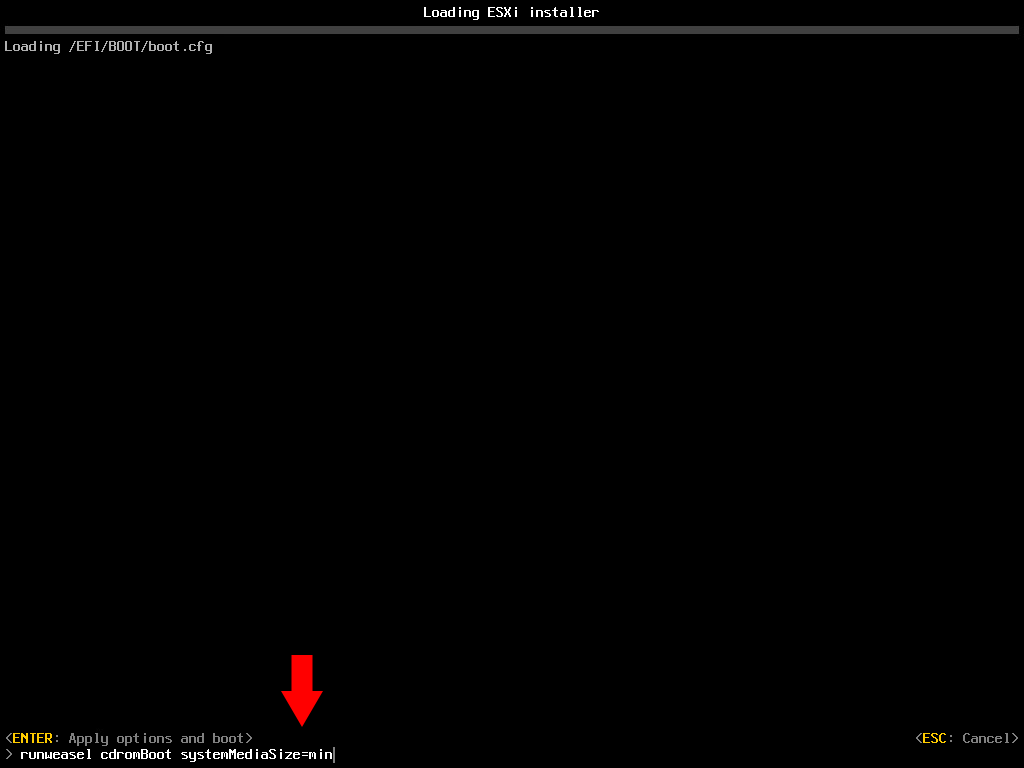 Loading ESXi installer
Loading /EFI/BOOT/boot.cfg
<ENTER: Apply options and boot> <ESC: Cancel>
> runweasel cdromBoot systemMediaSize=min